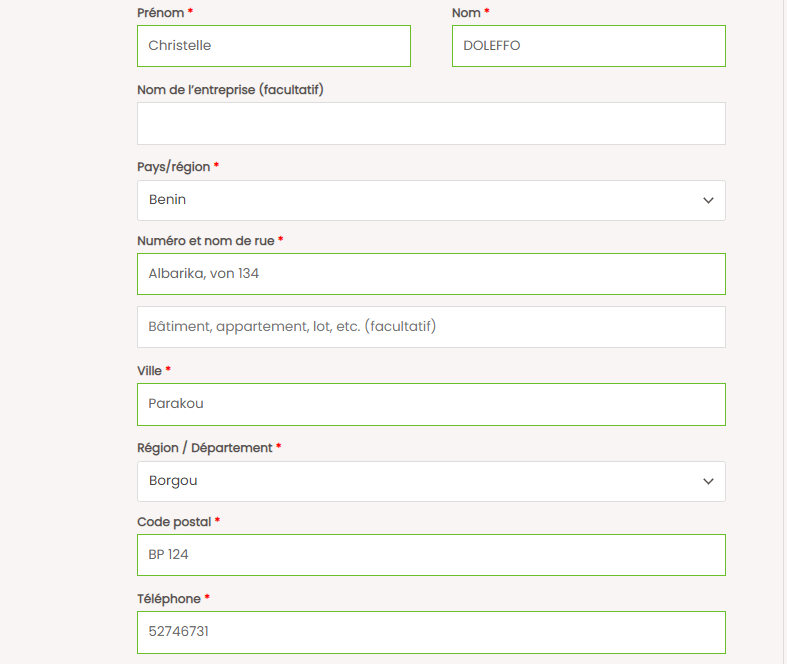 Prénom * Nom *
Christelle DOLEFFO
Nom de l'entreprise (facultatif)
Pays/région *
Benin
Numéro et nom de rue *
Albarika, von 134
Bâtiment, appartement, lot, etc. (facultatif)
Ville *
Parakou
Région / Département *
Borgou
Code postal *
BP 124
Téléphone *
52746731